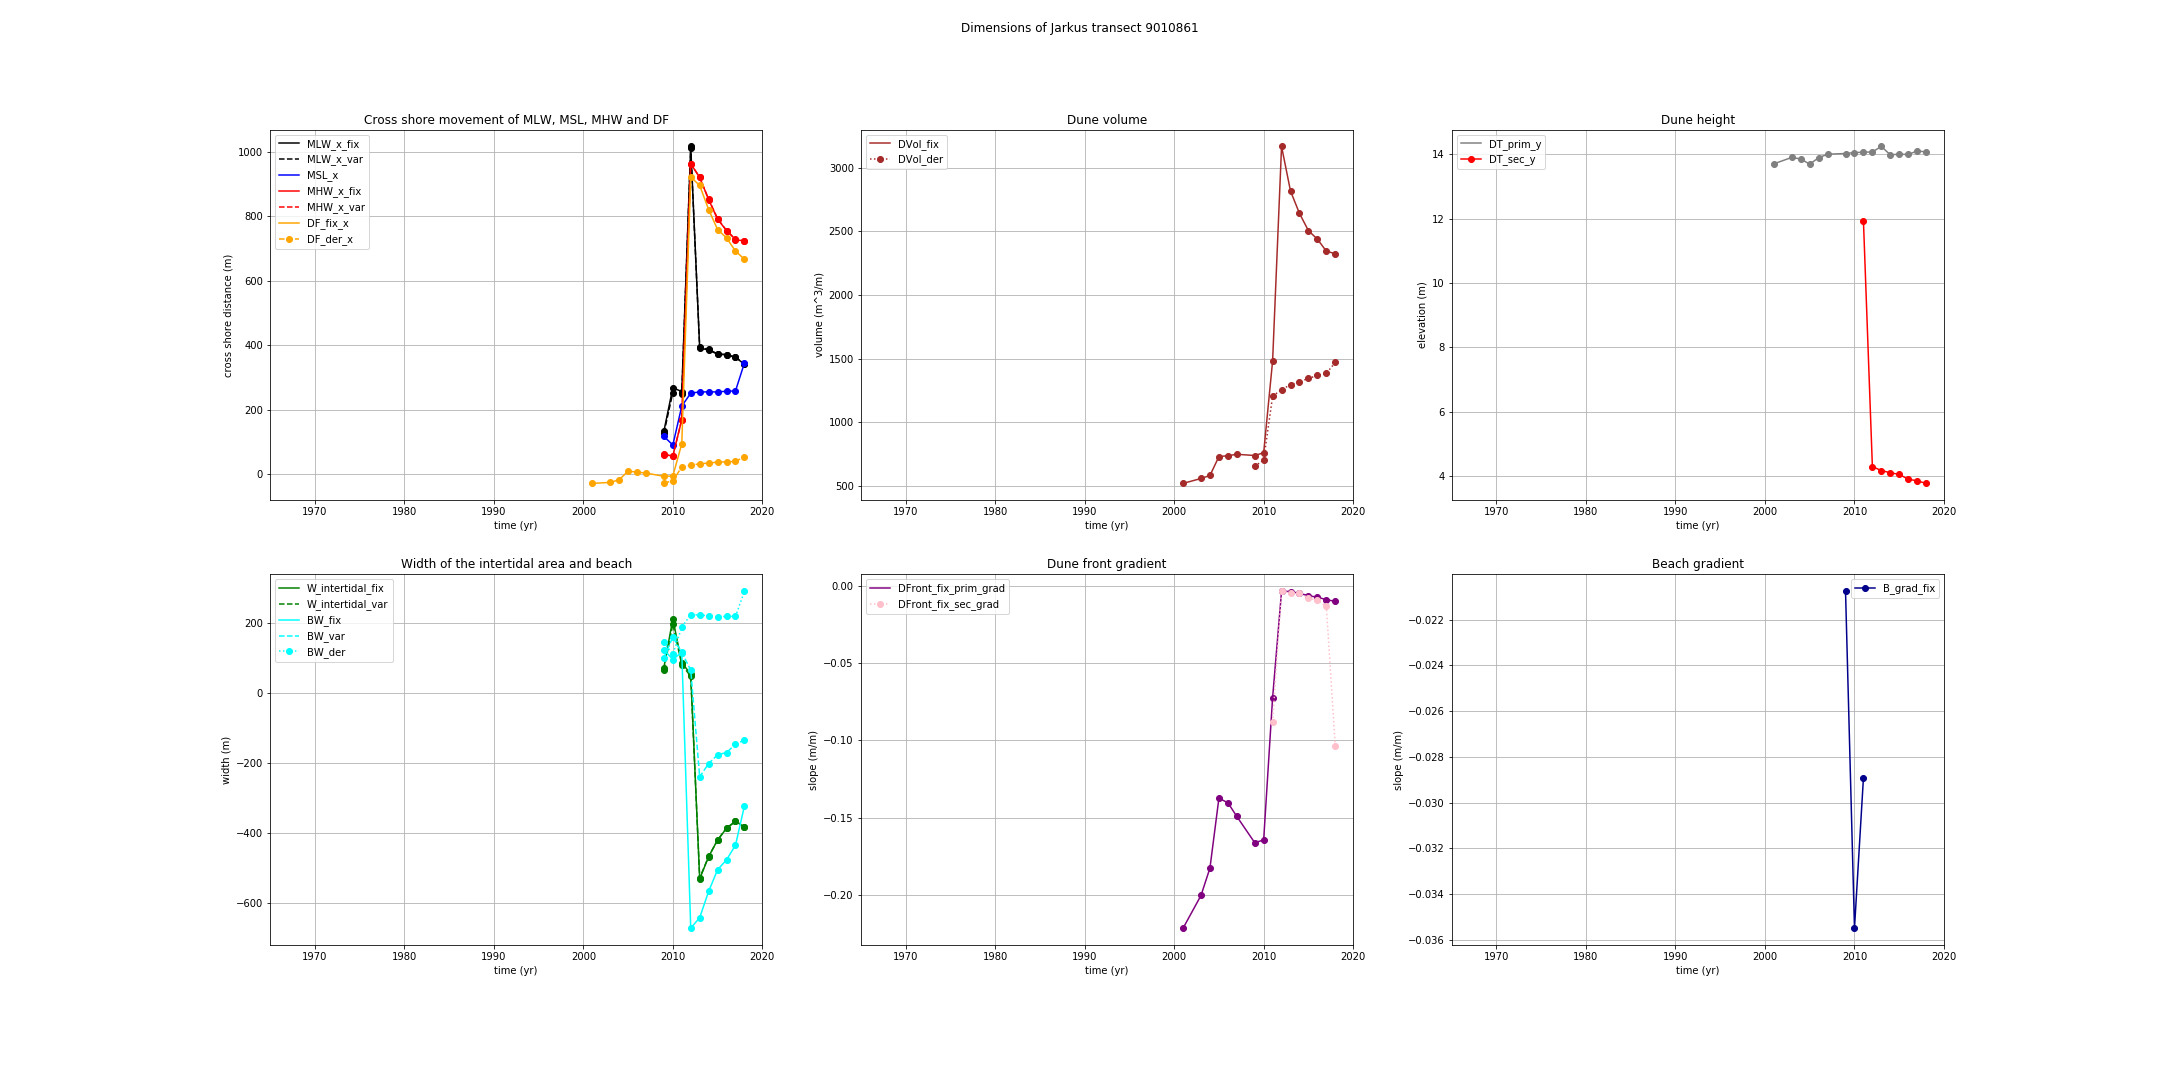 Dimensions of Jarkus transect 9010861
Cross shore movement of MLW, MSL, MHW and DF
MLW_x_fix
MLW_x_var
MSL_x
MHW_x_fix
MHW_x_var
DF_fix_x
DF_der_x
1000
800
600
400
200
0
cross shore distance (m)
1970 1980 1990 2000 2010 2020
time (yr)
Dune volume
DVol_fix
DVol_der
3000
2500
2000
1500
1000
500
volume (m^3/m)
1970 1980 1990 2000 2010 2020
time (yr)
Dune height
DT_prim_y
DT_sec_y
14
12
10
8
6
4
elevation (m)
1970 1980 1990 2000 2010 2020
time (yr)
Width of the intertidal area and beach
W_intertidal_fix
W_intertidal_var
BW_fix
BW_var
BW_der
200
0
−200
−400
−600
width (m)
1970 1980 1990 2000 2010 2020
time (yr)
Dune front gradient
DFront_fix_prim_grad
DFront_fix_sec_grad
0.00
−0.05
−0.10
−0.15
−0.20
slope (m/m)
1970 1980 1990 2000 2010 2020
time (yr)
Beach gradient
B_grad_fix
−0.022
−0.024
−0.026
−0.028
−0.030
−0.032
−0.034
−0.036
slope (m/m)
1970 1980 1990 2000 2010 2020
time (yr)